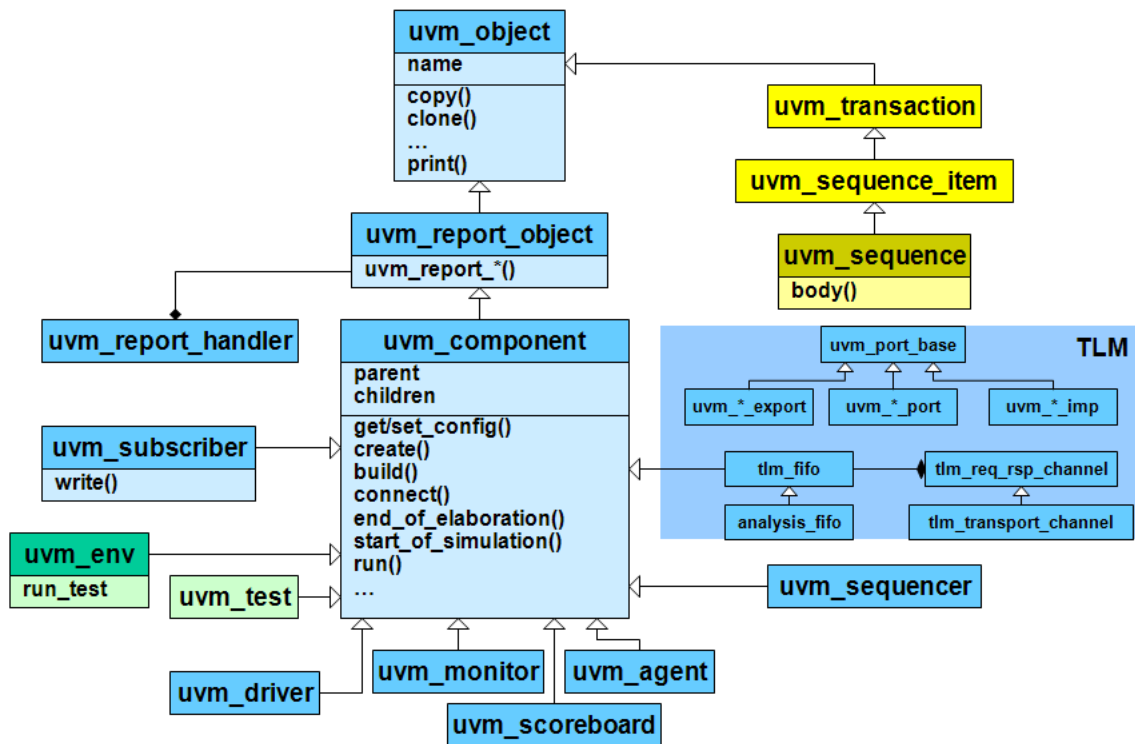 uvm_object
name
copy()
clone()
...
print()
uvm_transaction
uvm_sequence_item
uvm_sequence
body()
uvm_report_object
uvm_report_*()
uvm_report_handler
uvm_component
parent
children
get/set_config()
create()
build()
connect()
end_of_elaboration()
start_of_simulation()
run()
...
TLM
uvm_port_base
uvm_*_export
uvm_*_port
uvm_*_imp
tlm_fifo
tlm_req_rsp_channel
analysis_fifo
tlm_transport_channel
uvm_subscriber
write()
uvm_env
run_test
uvm_test
uvm_sequencer
uvm_driver
uvm_monitor
uvm_agent
uvm_scoreboard